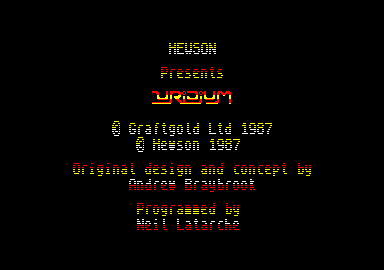 HEWSON
Presents
URIDIUM
© Graftgold Ltd 1987
© Hewson 1987
Original design and concept by
Andrew Braybrook
Programmed by
Neil Latarche